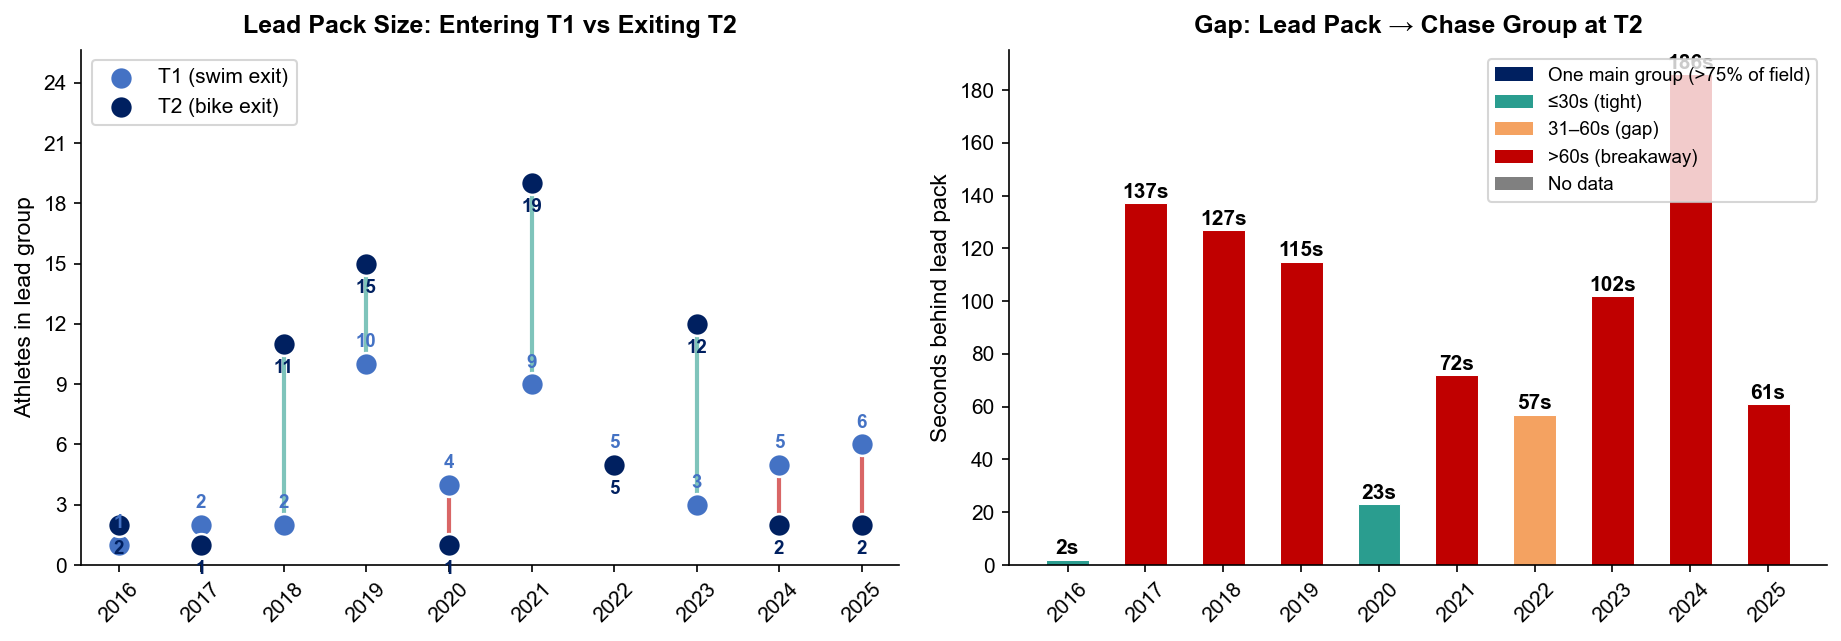 Lead Pack Size: Entering T1 vs Exiting T2
T1 (swim exit)
T2 (bike exit)
Athletes in lead group
24
21
18
15
12
9
6
3
0
1
2
2
1
2
11
10
15
4
1
9
19
5
5
3
12
5
2
6
2
2016
2017
2018
2019
2020
2021
2022
2023
2024
2025
Gap: Lead Pack → Chase Group at T2
One main group (>75% of field)
≤30s (tight)
31–60s (gap)
>60s (breakaway)
No data
Seconds behind lead pack
180
160
140
120
100
80
60
40
20
0
2s
137s
127s
115s
23s
72s
57s
102s
186s
61s
2016
2017
2018
2019
2020
2021
2022
2023
2024
2025